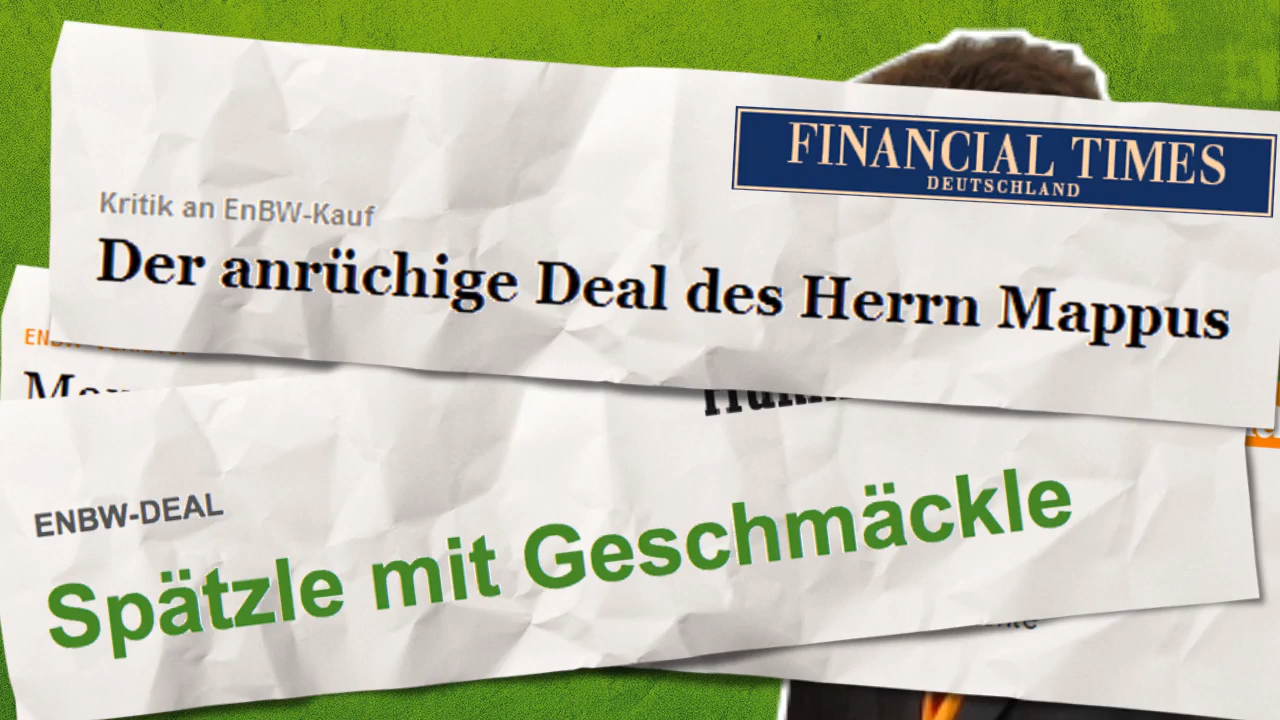 FINANCIAL TIMES
DEUTSCHLAND
Kritik an EnBW-Kauf
Der anrüchige Deal des Herrn Mappus
ENBW-DEAL
Spätzle mit Geschmäckle